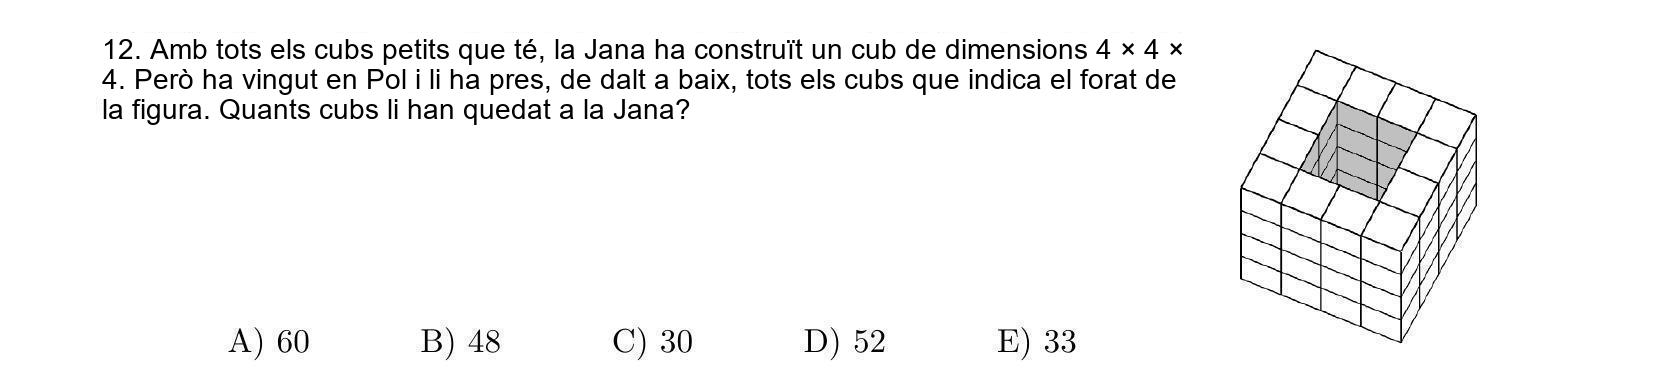 12. Amb tots els cubs petits que té, la Jana ha construït un cub de dimensions 4 × 4 ×
4. Però ha vingut en Pol i li ha pres, de dalt a baix, tots els cubs que indica el forat de
la figura. Quants cubs li han quedat a la Jana?
A) 60 B) 48 C) 30 D) 52 E) 33